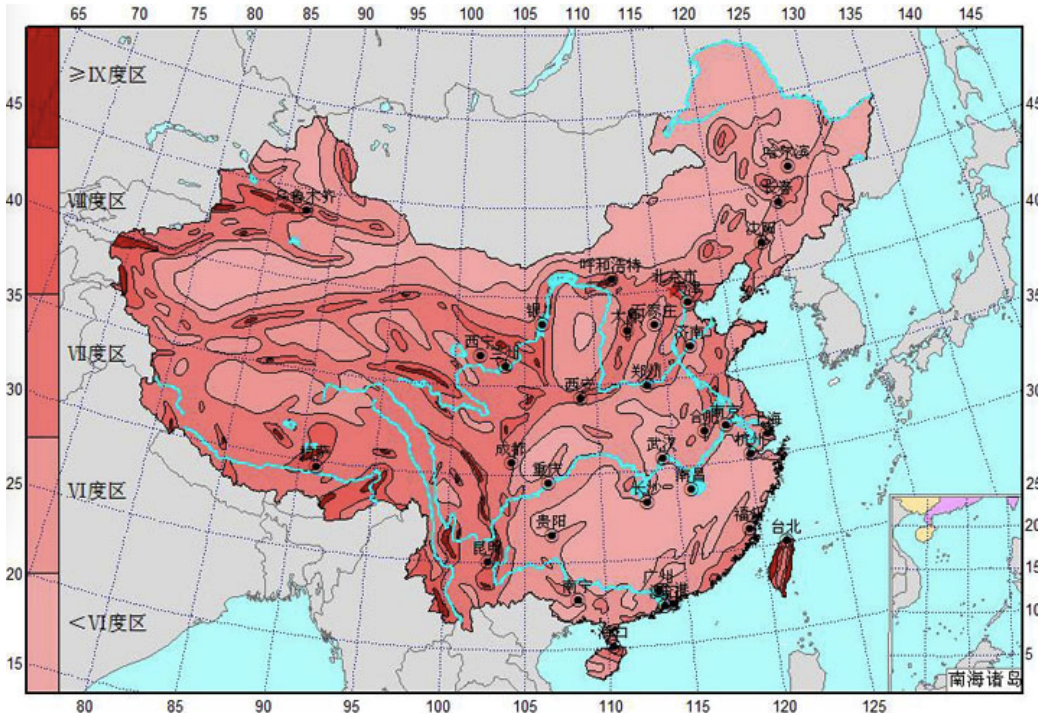 65 70 75 80 85 90 95 100 105 110 115 120 125 130 135 140 145
≥Ⅸ度区
45 45
哈尔滨
长春
40 Ⅷ度区 乌鲁木齐 40
沈阳
呼和浩特 北京市
天津
35 银川 太原 石家庄 35
济南
Ⅶ度区 西宁 兰州
郑州
30 西安 30
合肥 南京 上海
拉萨 成都 武汉 杭州
25 重庆 南昌 25
Ⅵ度区 长沙
贵阳 福州 20
台北
昆明 15
20 广州
南宁 香港 10
<Ⅵ度区
海口 5
15
南海诸岛
80 85 90 95 100 105 110 115 120 125